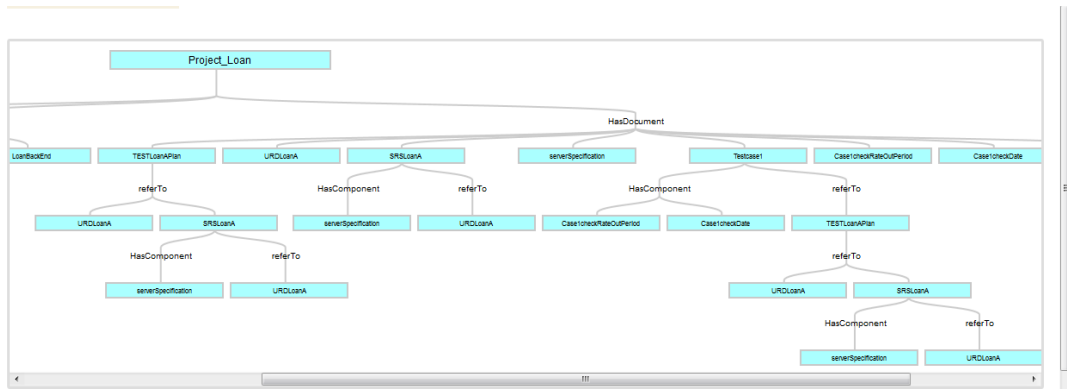 Project_Loan
HasDocument
LoanBackEnd
TESTLoanAPlan
URDLoanA
SRSLoanA
serverSpecification
Testcase1
Case1checkRateOutPeriod
Case1checkDate
referTo
HasComponent
referTo
HasComponent
referTo
URDLoanA
SRSLoanA
serverSpecification
URDLoanA
Case1checkRateOutPeriod
Case1checkDate
TESTLoanAPlan
HasComponent
referTo
referTo
serverSpecification
URDLoanA
URDLoanA
SRSLoanA
HasComponent
referTo
serverSpecification
URDLoanA